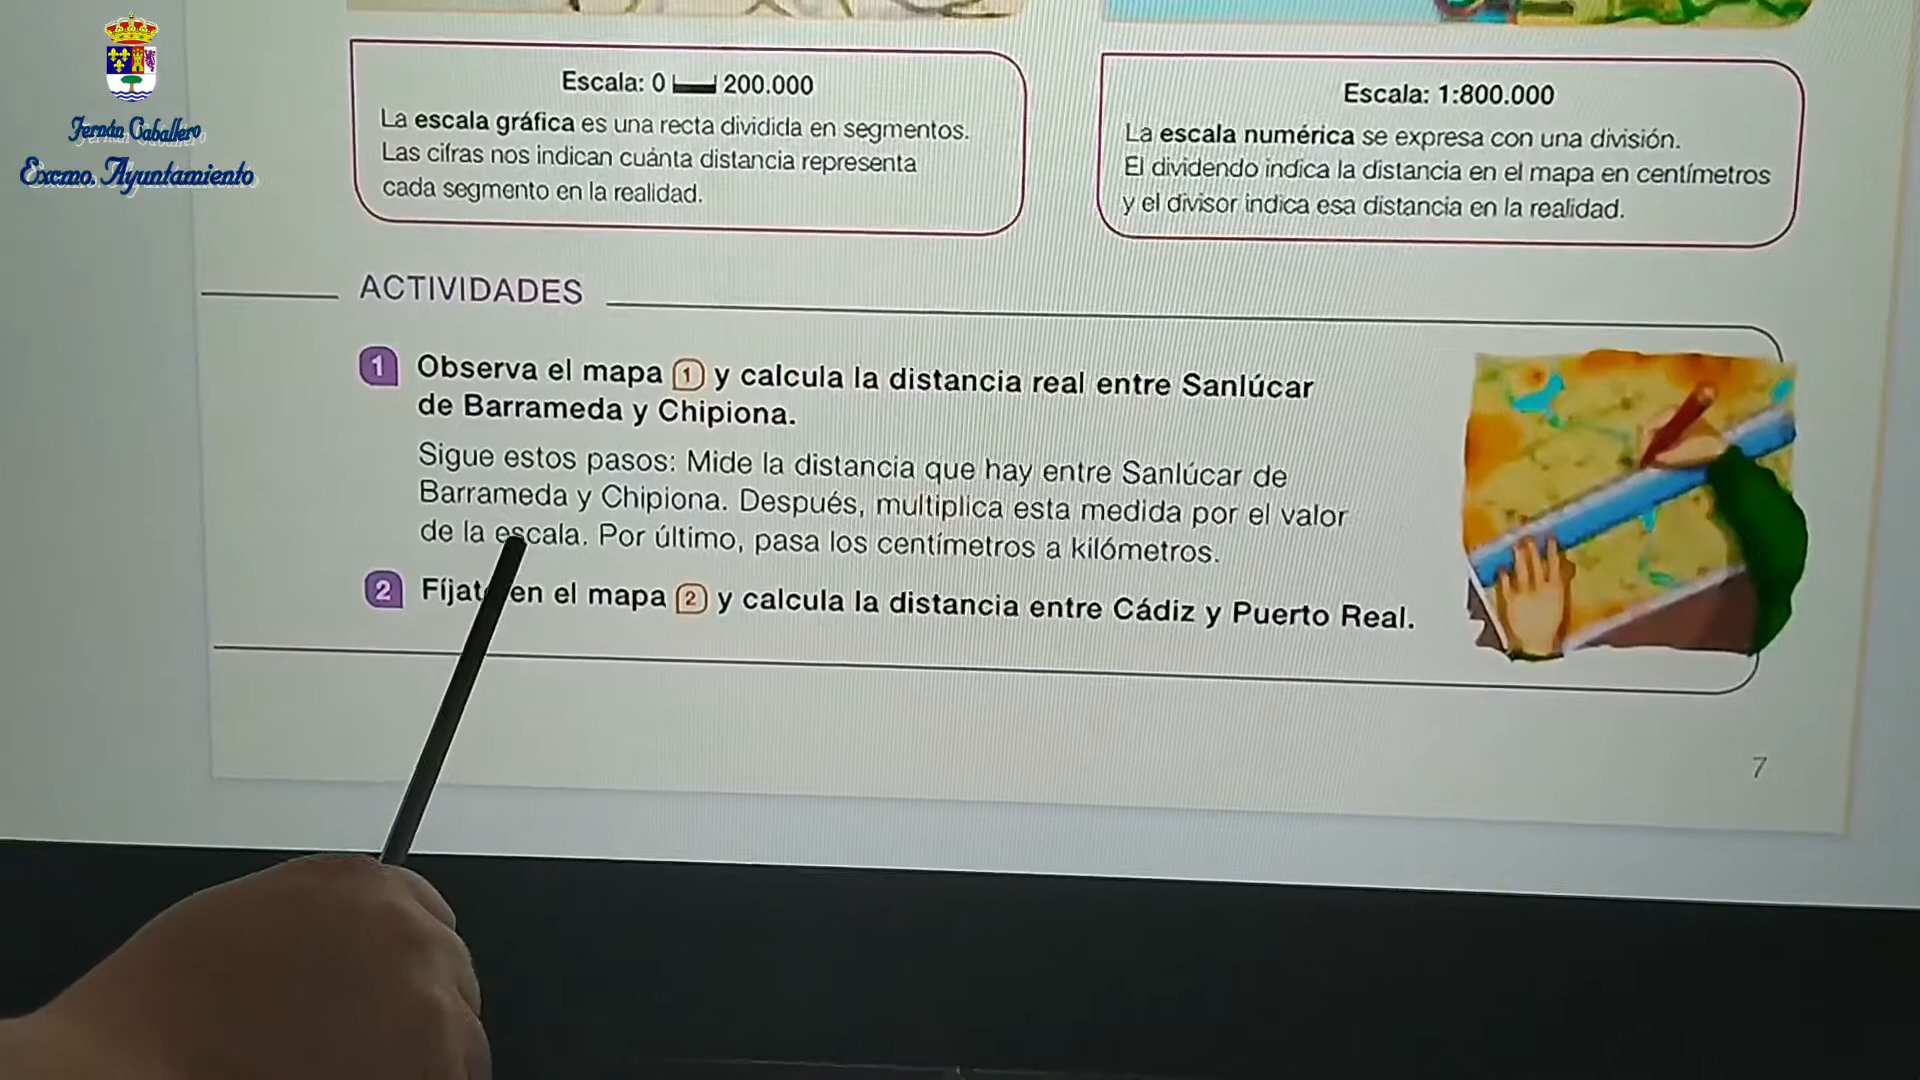 Fernán Caballero
Excmo. Ayuntamiento
Escala: 0 200.000
La escala gráfica es una recta dividida en segmentos.
Las cifras nos indican cuánta distancia representa
cada segmento en la realidad.
Escala: 1:800.000
La escala numérica se expresa con una división.
El dividendo indica la distancia en el mapa en centímetros
y el divisor indica esa distancia en la realidad.
ACTIVIDADES
1 Observa el mapa 1 y calcula la distancia real entre Sanlúcar
de Barrameda y Chipiona.
Sigue estos pasos: Mide la distancia que hay entre Sanlúcar de
Barrameda y Chipiona. Después, multiplica esta medida por el valor
de la escala. Por último, pasa los centímetros a kilómetros.
2 Fíjate en el mapa 2 y calcula la distancia entre Cádiz y Puerto Real.
7